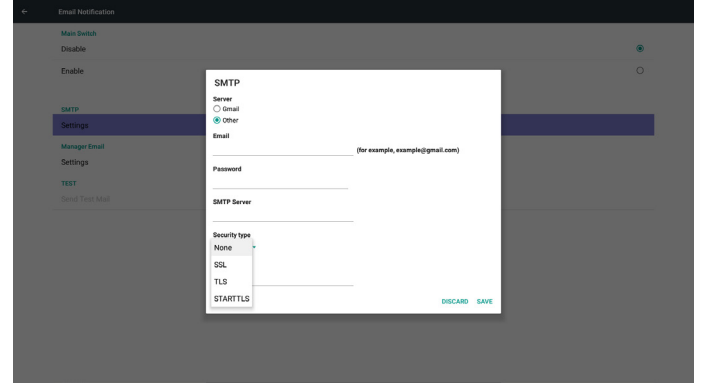 Email Notification
Main Switch
Disable
Enable
SMTP
Settings
Manager Email
Settings
TEST
Send Test Mail
SMTP
Server
Gmail
Other
Email
(for example, example@gmail.com)
Password
SMTP Server
Security type
None
SSL
TLS
STARTTLS
DISCARD SAVE